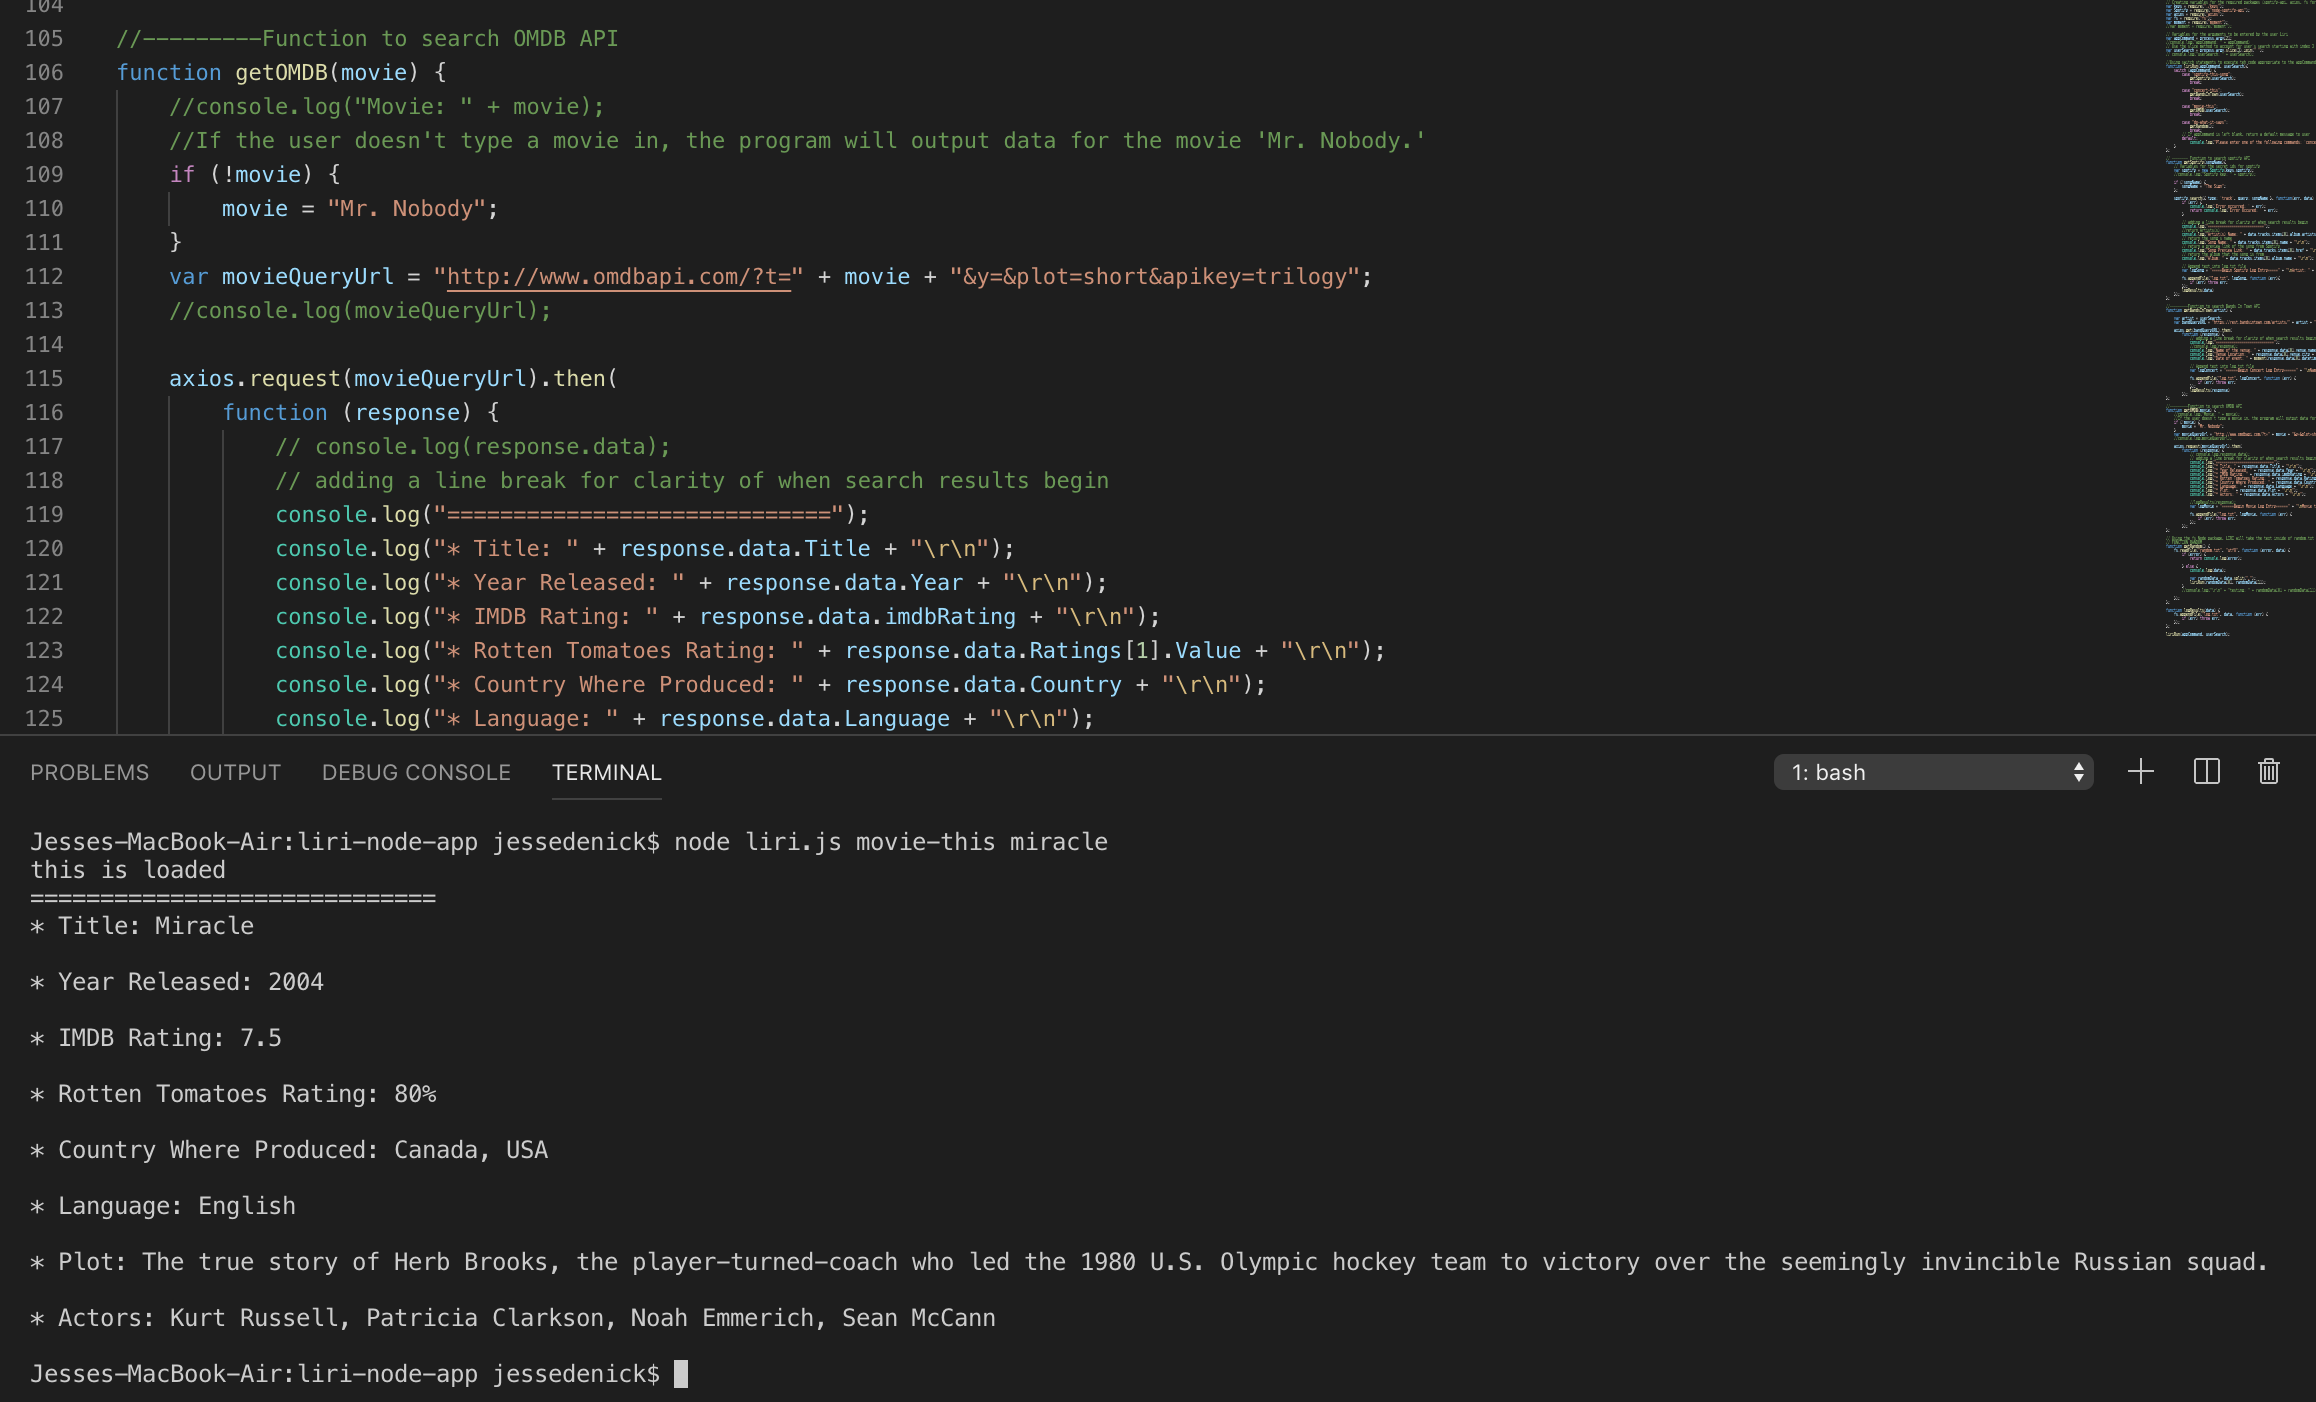 104
105 //---------Function to search OMDB API
106 function getOMDB(movie) {
107 //console.log("Movie: " + movie);
108 //If the user doesn't type a movie in, the program will output data for the movie 'Mr. Nobody.'
109 if (!movie) {
110 movie = "Mr. Nobody";
111 }
112 var movieQueryUrl = "http://www.omdbapi.com/?t=" + movie + "&y=&plot=short&apikey=trilogy";
113 //console.log(movieQueryUrl);
114
115 axios.request(movieQueryUrl).then(
116 function (response) {
117 // console.log(response.data);
118 // adding a line break for clarity of when search results begin
119 console.log("=============================");
120 console.log("* Title: " + response.data.Title + "\r\n");
121 console.log("* Year Released: " + response.data.Year + "\r\n");
122 console.log("* IMDB Rating: " + response.data.imdbRating + "\r\n");
123 console.log("* Rotten Tomatoes Rating: " + response.data.Ratings[1].Value + "\r\n");
124 console.log("* Country Where Produced: " + response.data.Country + "\r\n");
125 console.log("* Language: " + response.data.Language + "\r\n");
PROBLEMS OUTPUT DEBUG CONSOLE TERMINAL 1: bash
Jesses-MacBook-Air:liri-node-app jessedenick$ node liri.js movie-this miracle
this is loaded
=============================
* Title: Miracle
* Year Released: 2004
* IMDB Rating: 7.5
* Rotten Tomatoes Rating: 80%
* Country Where Produced: Canada, USA
* Language: English
* Plot: The true story of Herb Brooks, the player-turned-coach who led the 1980 U.S. Olympic hockey team to victory over the seemingly invincible Russian squad.
* Actors: Kurt Russell, Patricia Clarkson, Noah Emmerich, Sean McCann
Jesses-MacBook-Air:liri-node-app jessedenick$